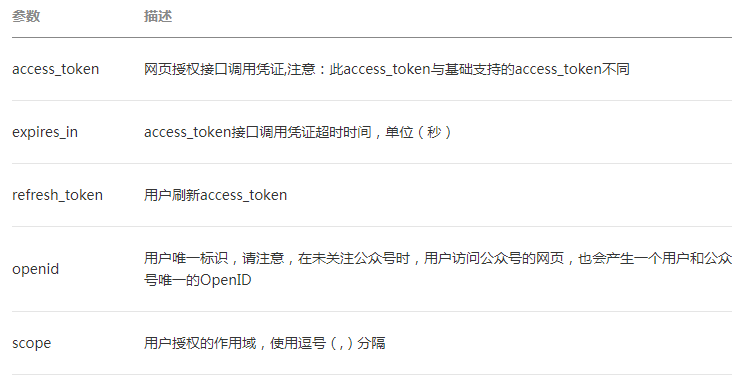 参数 描述
access_token 网页授权接口调用凭证,注意：此access_token与基础支持的access_token不同
expires_in access_token接口调用凭证超时时间，单位（秒）
refresh_token 用户刷新access_token
openid 用户唯一标识，请注意，在未关注公众号时，用户访问公众号的网页，也会产生一个用户和公众
号唯一的OpenID
scope 用户授权的作用域，使用逗号（,）分隔